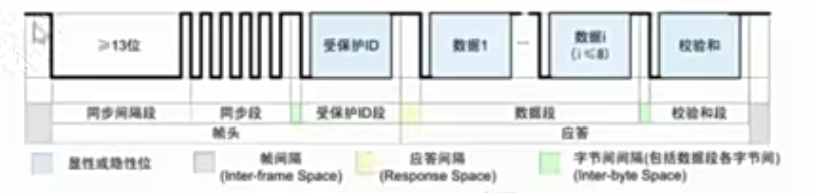 ≥13位
受保护ID
数据1
...
数据i
(i≤8)
校验和
同步间隔段
同步段
受保护ID段
数据段
校验和段
帧头
应答
显性或隐性位
帧间隔
(Inter-frame Space)
应答间隔
(Response Space)
字节间间隔(包括数据段各字节间)
(Inter-byte Space)